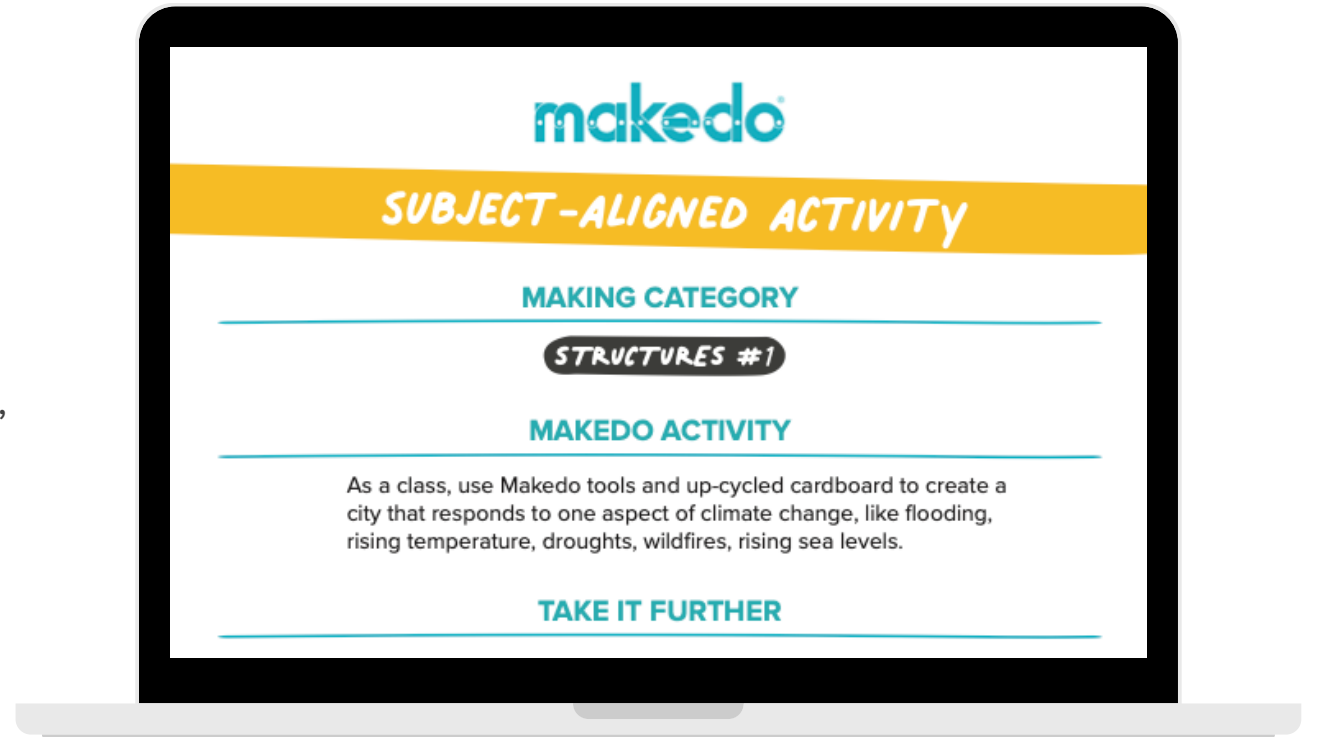 makedo®
SUBJECT-ALIGNED ACTIVITY
MAKING CATEGORY
STRUCTURES #1
MAKEDO ACTIVITY
,
As a class, use Makedo tools and up-cycled cardboard to create a
city that responds to one aspect of climate change, like flooding,
rising temperature, droughts, wildfires, rising sea levels.
TAKE IT FURTHER